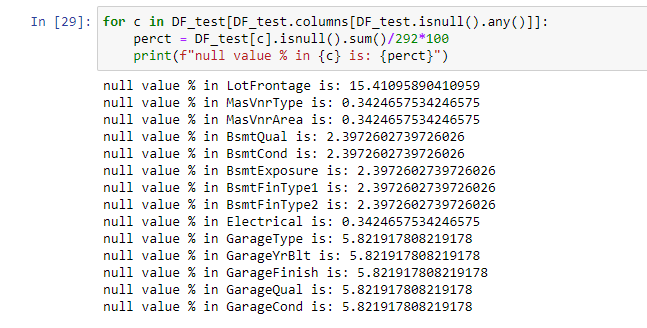 In [29]: for c in DF_test[DF_test.columns[DF_test.isnull().any()]]:
perct = DF_test[c].isnull().sum()/292*100
print(f"null value % in {c} is: {perct}")
null value % in LotFrontage is: 15.41095890410959
null value % in MasVnrType is: 0.3424657534246575
null value % in MasVnrArea is: 0.3424657534246575
null value % in BsmtQual is: 2.3972602739726026
null value % in BsmtCond is: 2.3972602739726026
null value % in BsmtExposure is: 2.3972602739726026
null value % in BsmtFinType1 is: 2.3972602739726026
null value % in BsmtFinType2 is: 2.3972602739726026
null value % in Electrical is: 0.3424657534246575
null value % in GarageType is: 5.821917808219178
null value % in GarageYrBlt is: 5.821917808219178
null value % in GarageFinish is: 5.821917808219178
null value % in GarageQual is: 5.821917808219178
null value % in GarageCond is: 5.821917808219178